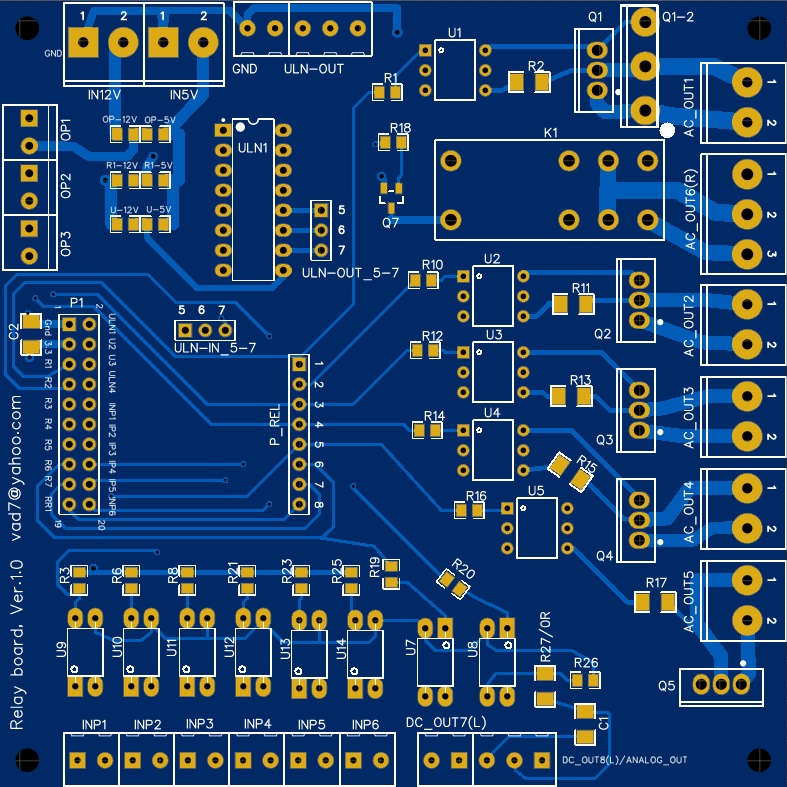 1 2 1 2
GND
IN12V IN5V
GND ULN-OUT
U1
Q1 Q1-2
R1
R2
AC_OUT1
1
2
OP1
OP2
OP3
OP-12V OP-5V
R1-12V R1-5V
U-12V U-5V
ULN1
R18
Q7
K1
AC_OUT6(R)
1
2
3
5
6
7
ULN-OUT_5-7
5 6 7
ULN-IN_5-7
P1
1 2
C2
Gnd
3.3
R1
R2
R3
R4
R5
R6
R7
RR1
ULN1
U2
U3
ULN4
INP1
IP2
IP3
IP4
IP5
INP6
19 20
P_REL
1
2
3
4
5
6
7
8
R10
U2
R11
Q2
AC_OUT2
1
2
R12
U3
R13
Q3
AC_OUT3
1
2
R14
U4
R15
Q4
AC_OUT4
1
2
R16
U5
R17
AC_OUT5
1
2
Q5
vad7@yahoo.com
Relay board, Ver:1.0
R3 R6 R8 R21 R23 R25 R19
R20
U9 U10 U11 U12 U13 U14
U7 U8
R27/0R
R26
C1
INP1 INP2 INP3 INP4 INP5 INP6
DC_OUT7(L)
DC_OUT8(L)/ANALOG_OUT